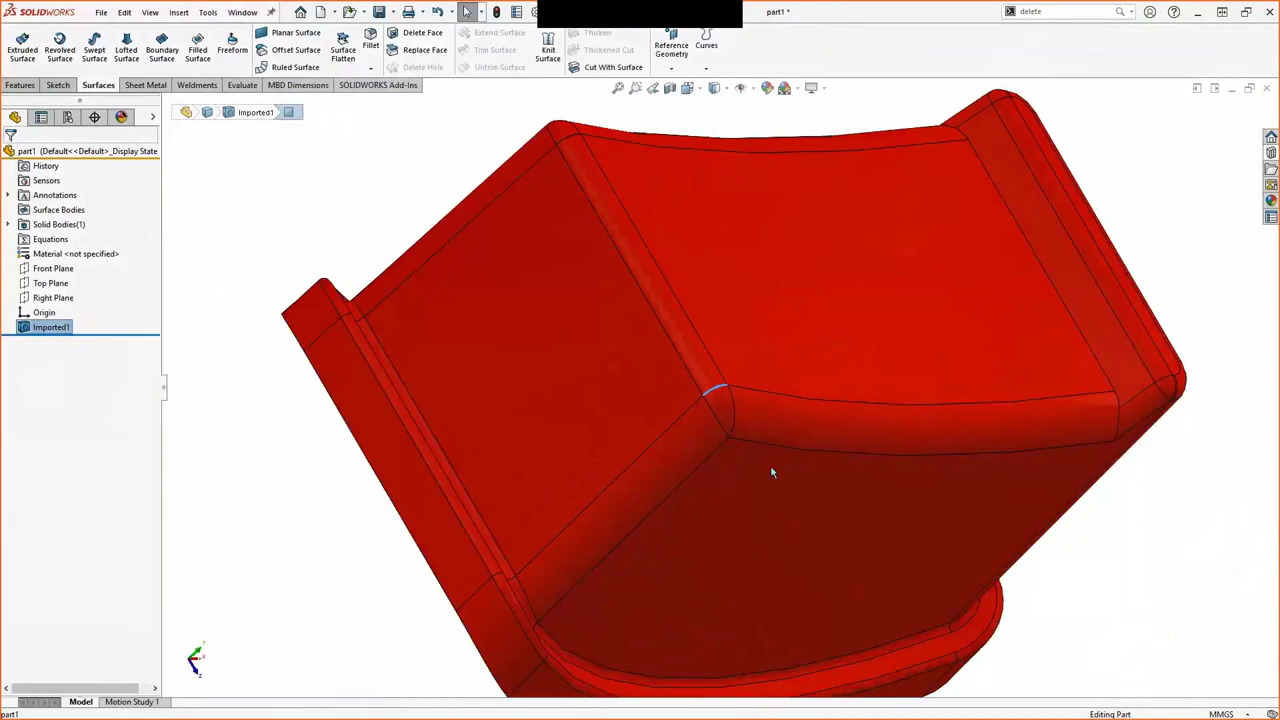 SOLIDWORKS File Edit View Insert Tools Window part1 * delete
Extruded Surface
Revolved Surface
Swept Surface
Lofted Surface
Boundary Surface
Filled Surface
Freeform
Planar Surface
Offset Surface
Ruled Surface
Surface Flatten
Fillet
Delete Face
Replace Face
Delete Hole
Extend Surface
Trim Surface
Untrim Surface
Knit Surface
Thicken
Thickened Cut
Cut With Surface
Reference Geometry
Curves
Features Sketch Surfaces Sheet Metal Weldments Evaluate MBD Dimensions SOLIDWORKS Add-Ins
Imported1
part1 (Default<<Default>_Display State
History
Sensors
Annotations
Surface Bodies
Solid Bodies(1)
Equations
Material <not specified>
Front Plane
Top Plane
Right Plane
Origin
Imported1
Model Motion Study 1
part1 Editing Part MMGS